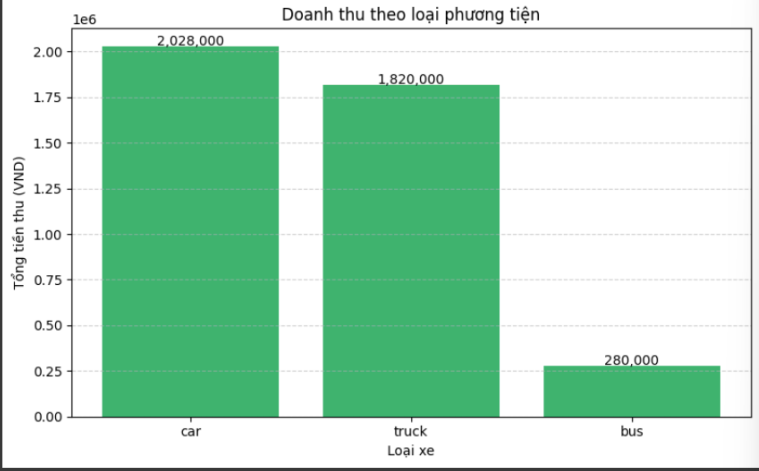 Doanh thu theo loại phương tiện
1e6
2,028,000
1,820,000
280,000
2.00
1.75
1.50
1.25
1.00
0.75
0.50
0.25
0.00
Tổng tiền thu (VND)
car truck bus
Loại xe